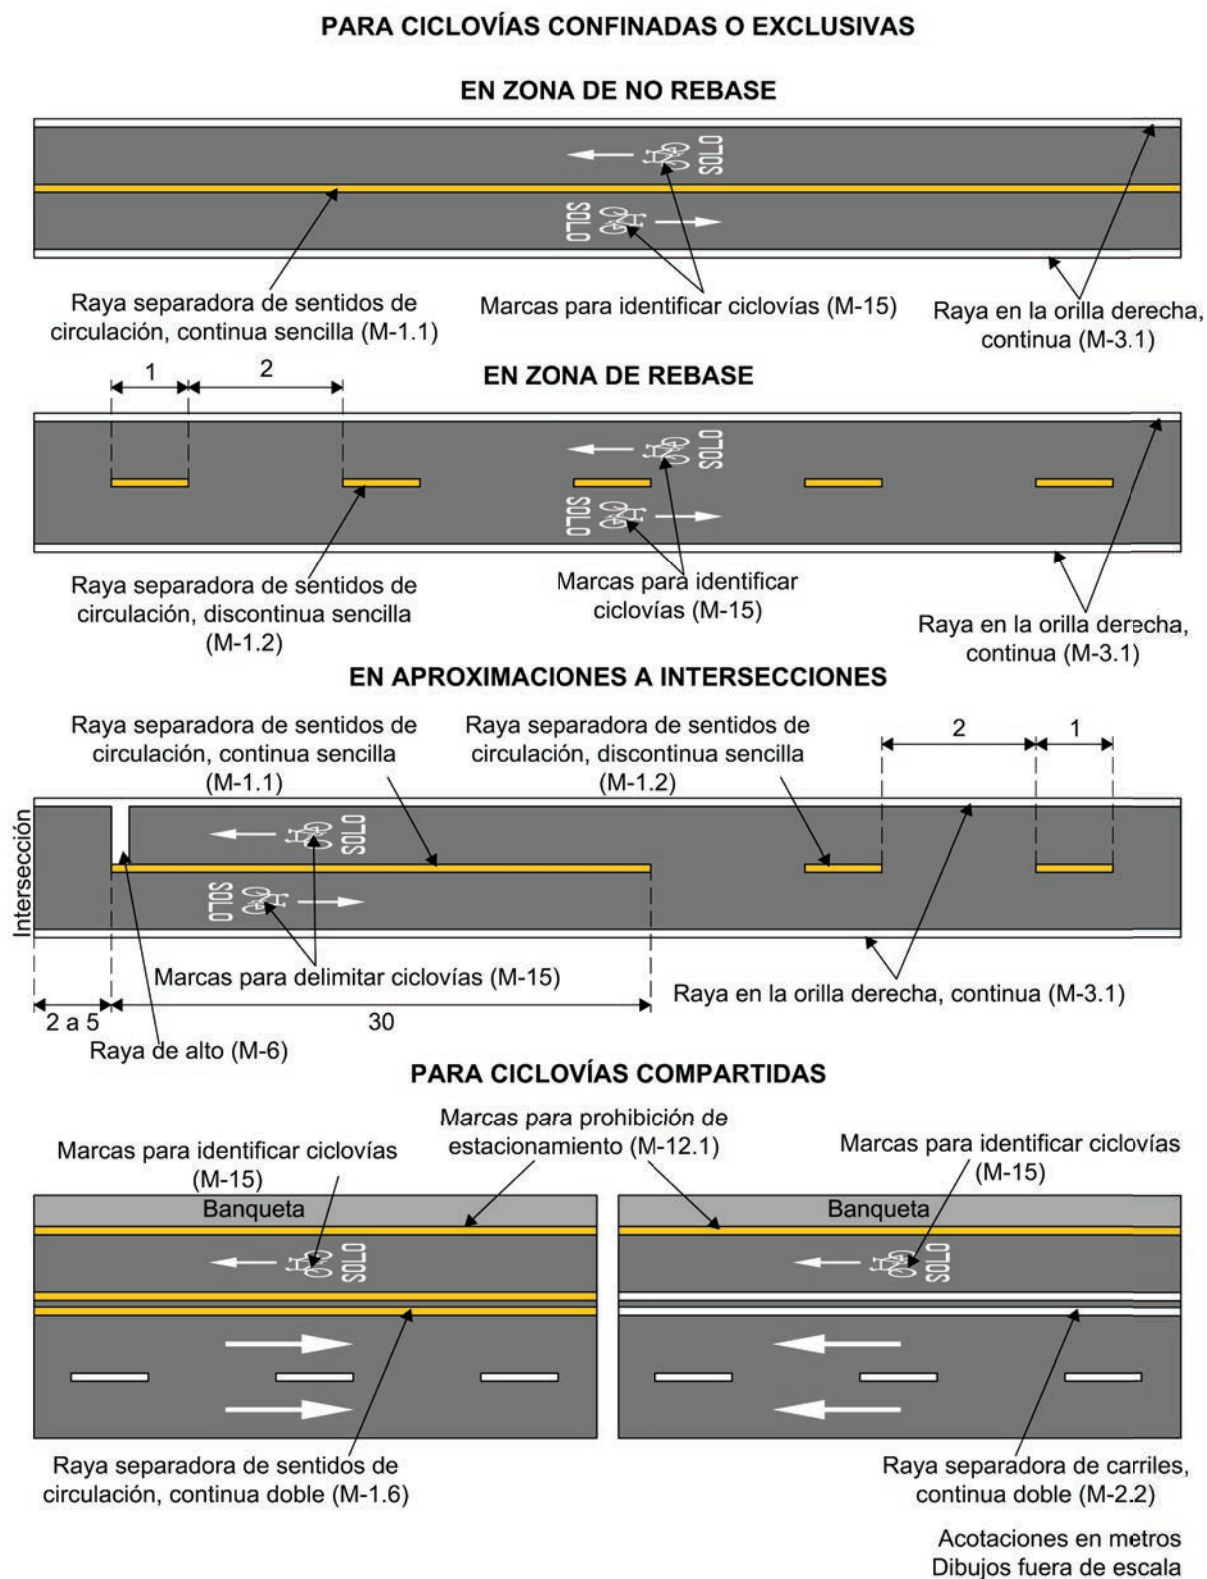 PARA CICLOVÍAS CONFINADAS O EXCLUSIVAS
EN ZONA DE NO REBASE
SOLO
SOLO
Raya separadora de sentidos de
circulación, continua sencilla (M-1.1)
Marcas para identificar ciclovías (M-15)
Raya en la orilla derecha,
continua (M-3.1)
1
2
EN ZONA DE REBASE
SOLO
SOLO
Raya separadora de sentidos de
circulación, discontinua sencilla
(M-1.2)
Marcas para identificar
ciclovías (M-15)
Raya en la orilla derecha,
continua (M-3.1)
EN APROXIMACIONES A INTERSECCIONES
Raya separadora de sentidos de
circulación, continua sencilla
(M-1.1)
Raya separadora de sentidos de
circulación, discontinua sencilla
(M-1.2)
2
1
Intersección
SOLO
SOLO
Marcas para delimitar ciclovías (M-15)
Raya en la orilla derecha, continua (M-3.1)
2 a 5
30
Raya de alto (M-6)
PARA CICLOVÍAS COMPARTIDAS
Marcas para prohibición de
estacionamiento (M-12.1)
Marcas para identificar ciclovías
(M-15)
Marcas para identificar ciclovías
(M-15)
Banqueta
Banqueta
SOLO
SOLO
Raya separadora de sentidos de
circulación, continua doble (M-1.6)
Raya separadora de carriles,
continua doble (M-2.2)
Acotaciones en metros
Dibujos fuera de escala